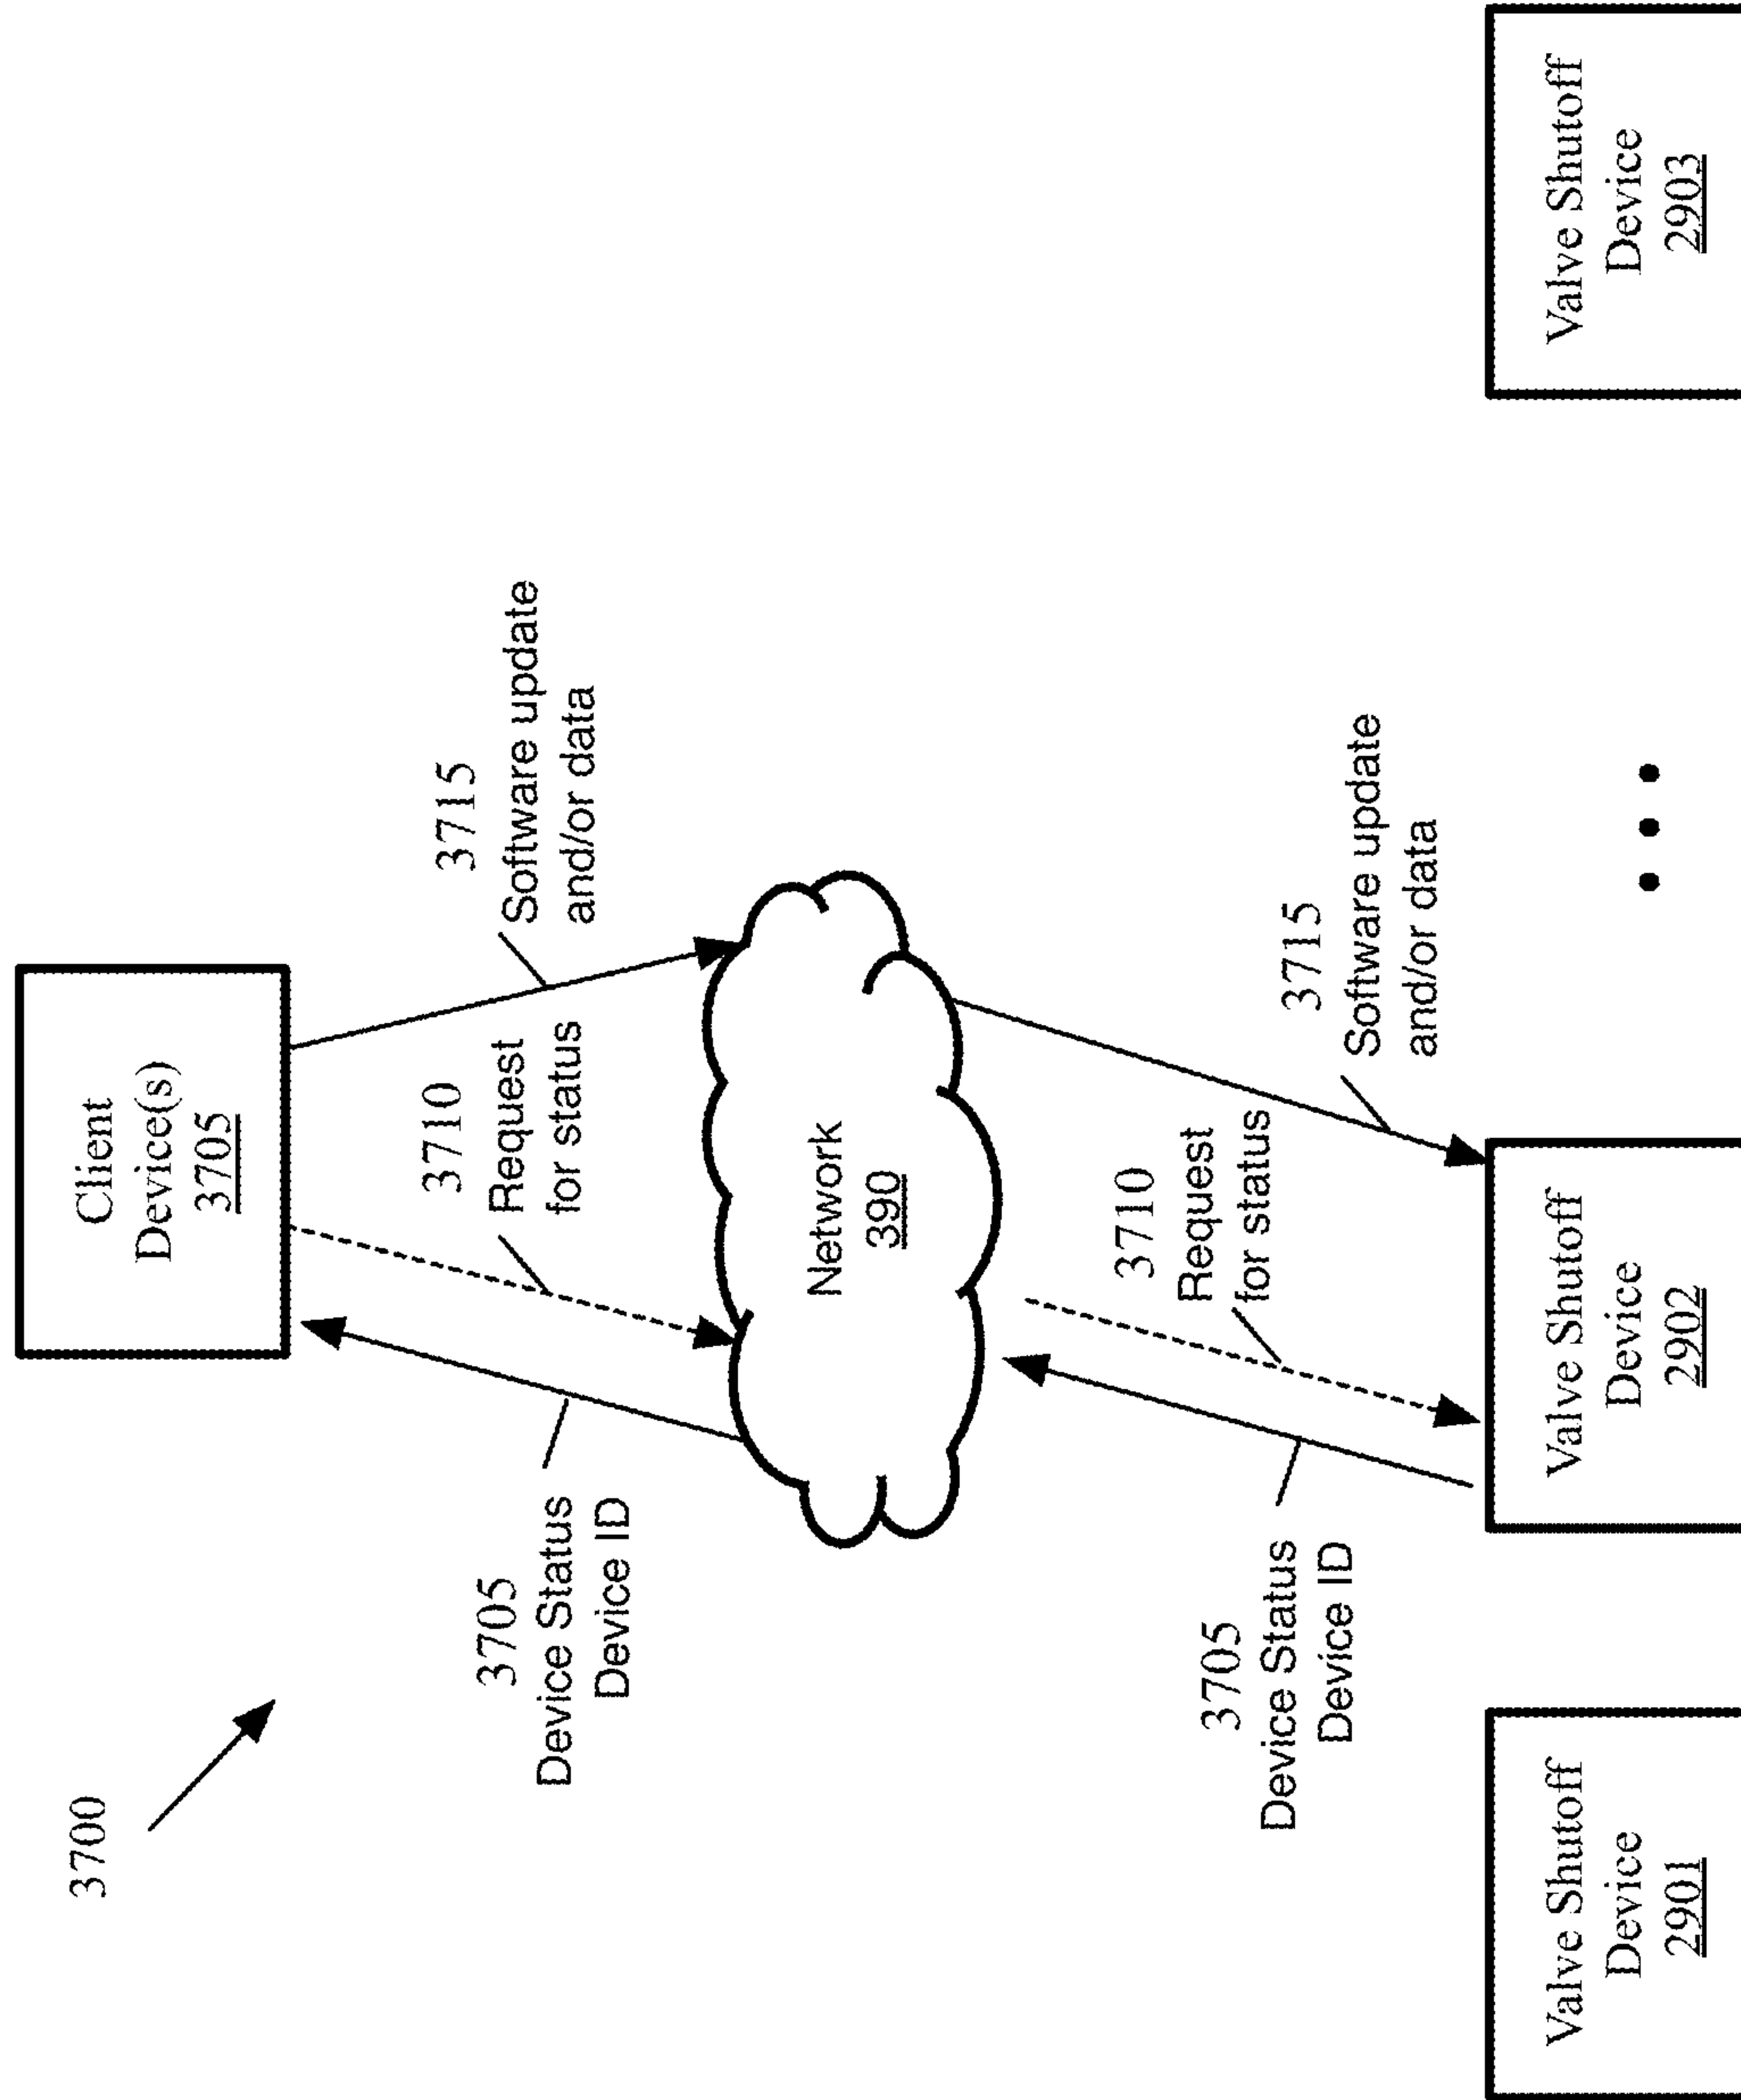 3700
Client
Device(s)
3705
3705
Device Status
Device ID
3710
Request
for status
3715
Software update
and/or data
Network
390
3705
Device Status
Device ID
3710
Request
for status
3715
Software update
and/or data
Valve Shutoff
Device
2901
Valve Shutoff
Device
2902
Valve Shutoff
Device
2903